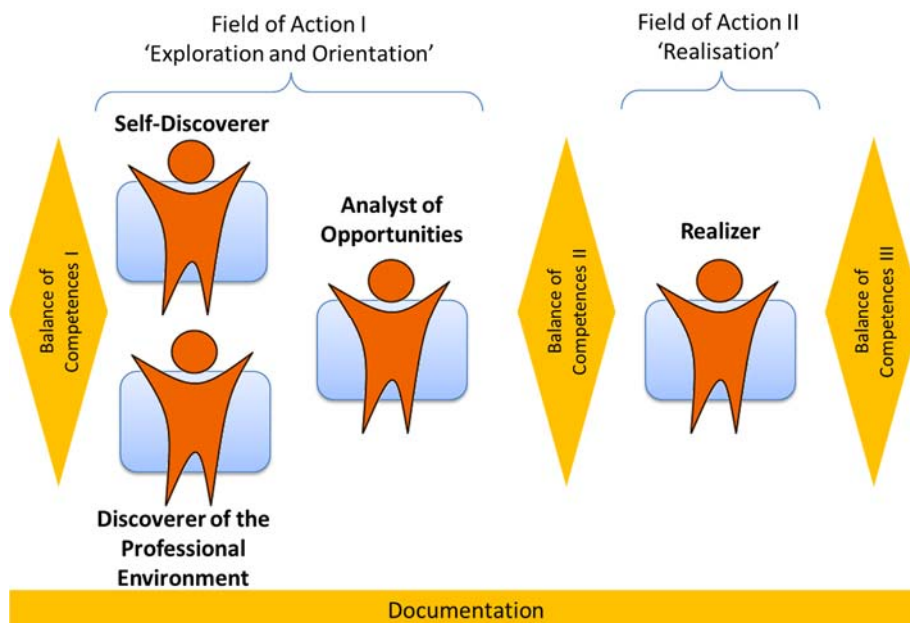 Field of Action I
‘Exploration and Orientation’
Field of Action II
‘Realisation’
Self-Discoverer
Analyst of
Opportunities
Realizer
Balance of
Competences I
Balance of
Competences II
Balance of
Competences III
Discoverer of the
Professional
Environment
Documentation